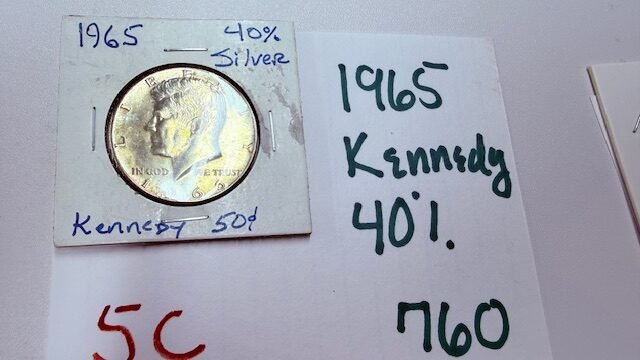 1965 40%
Silver
LIBERTY
IN GOD WE TRUST
Kennedy 50¢
1965
Kennedy
40%
5C
760